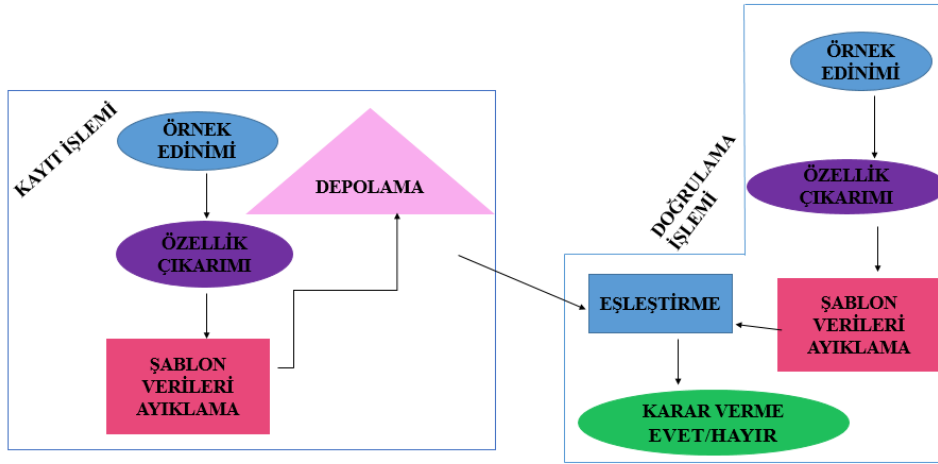 KAYIT İŞLEMİ
ÖRNEK
EDİNİMİ
ÖZELLİK
ÇIKARIMI
ŞABLON
VERİLERİ
AYIKLAMA
DEPOLAMA
DOĞRULAMA
İŞLEMİ
ÖRNEK
EDİNİMİ
ÖZELLİK
ÇIKARIMI
ŞABLON
VERİLERİ
AYIKLAMA
EŞLEŞTİRME
KARAR VERME
EVET/HAYIR